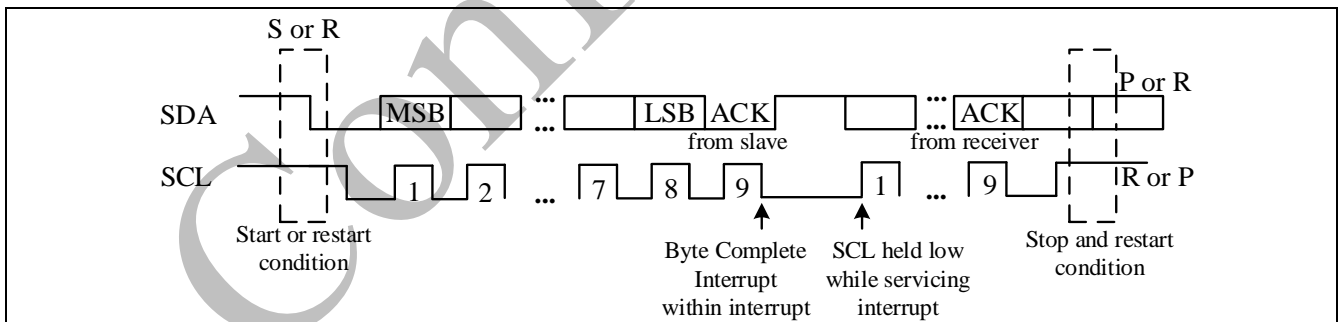 S or R
P or R
SDA
MSB
...
...
LSB
ACK
...
...
ACK
from slave
from receiver
SCL
1
2
...
7
8
9
1
...
9
R or P
Start or restart
condition
Byte Complete
Interrupt
within interrupt
SCL held low
while servicing
interrupt
Stop and restart
condition